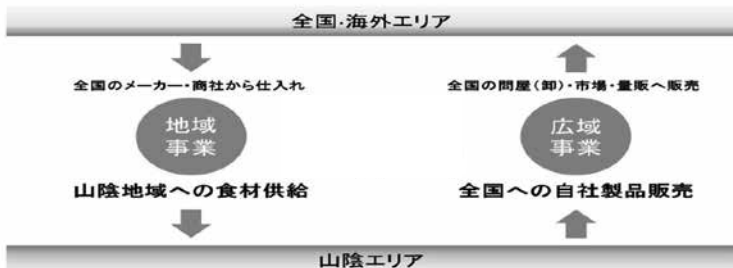 全国・海外エリア
全国のメーカー・商社から仕入れ
地域
事業
山陰地域への食材供給
全国の問屋(卸)・市場・量販へ販売
広域
事業
全国への自社製品販売
山陰エリア